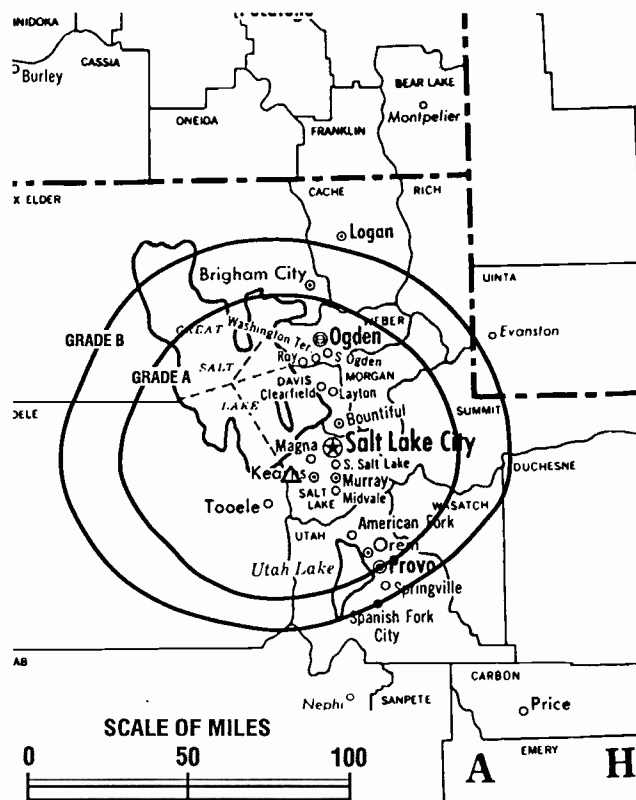 INIDOKA
CASSIA
Burley
ONEIDA
FRANKLIN
BEAR LAKE
Montpelier
CACHE
RICH
X ELDER
Logan
UINTA
Brigham City
Evanston
GRADE B
GREAT
Washington Ter.
WEBER
Ogden
Roy
S Ogden
SALT
GRADE A
MORGAN
DAVIS
Clearfield
Layton
LAKE
SUMMIT
Bountiful
Salt Lake City
Magna
S. Salt Lake
DUCHESNE
Kearns
SALT LAKE
Murray
Midvale
WASATCH
Tooele
American Fork
UTAH
Orem
Utah Lake
Provo
Springville
Spanish Fork
City
AB
CARBON
Nephi
SANPETE
Price
SCALE OF MILES
0 50 100
EMERY
A H